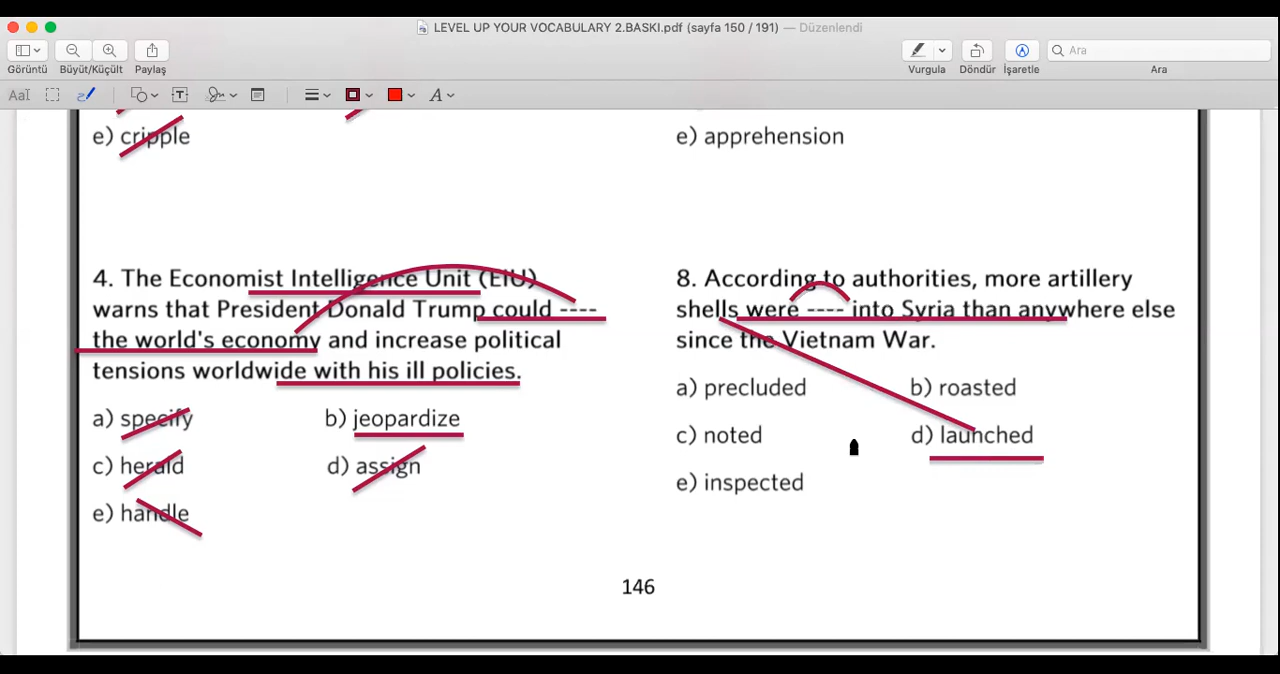 LEVEL UP YOUR VOCABULARY 2.BASKI.pdf (sayfa 150 / 191) — Düzenlendi
Ara
Görüntü Büyüt/Küçült Paylaş Vurgula Döndür İşaretle Ara
AaI A
e) cripple
e) apprehension
4. The Economist Intelligence Unit (EIU)
warns that President Donald Trump could ----
the world's economy and increase political
tensions worldwide with his ill policies.
a) specify b) jeopardize
c) herald d) assign
e) handle
8. According to authorities, more artillery
shells were ---- into Syria than anywhere else
since the Vietnam War.
a) precluded b) roasted
c) noted d) launched
e) inspected
146